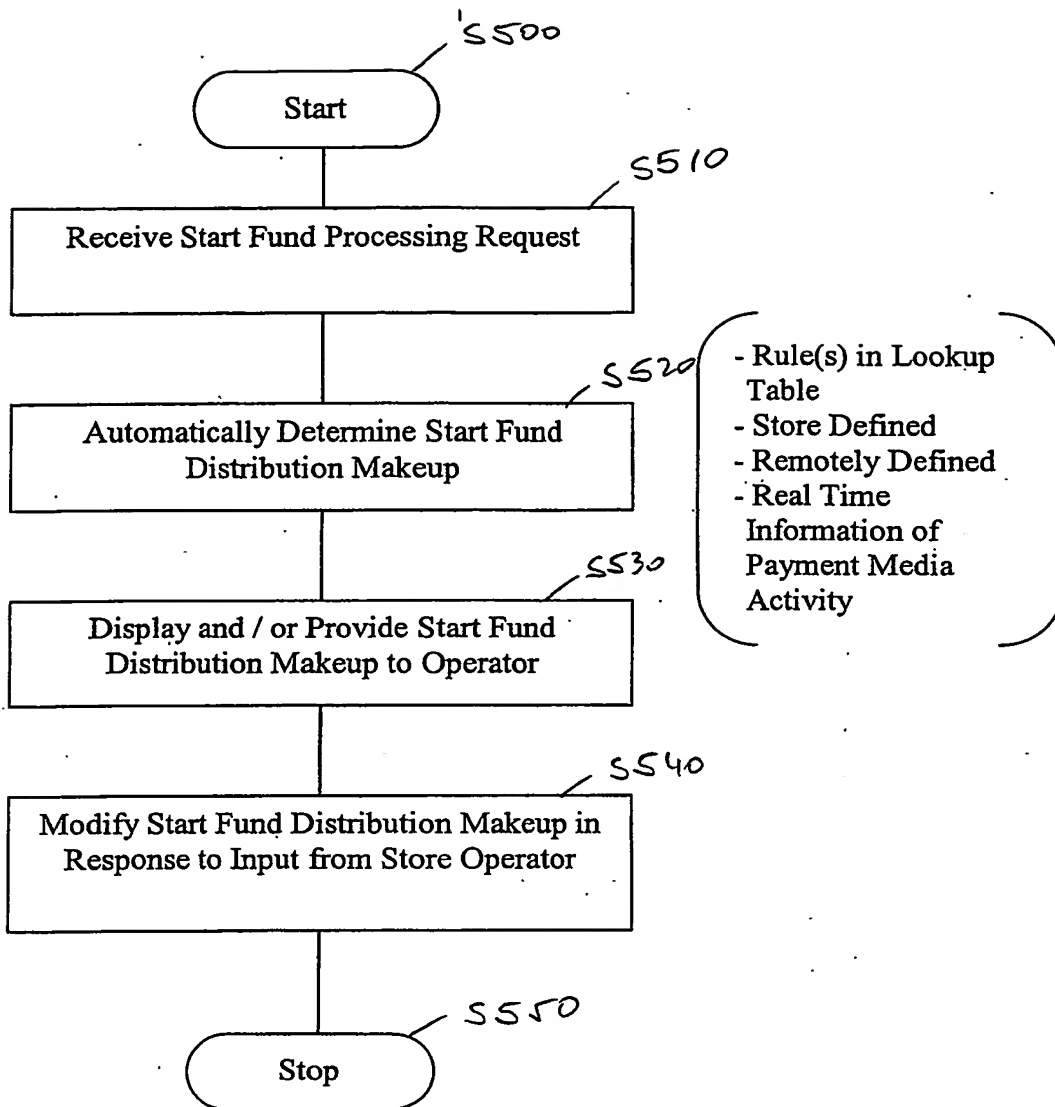 S500
Start
S510
Receive Start Fund Processing Request
S520
Automatically Determine Start Fund
Distribution Makeup
- Rule(s) in Lookup
Table
- Store Defined
- Remotely Defined
- Real Time
Information of
Payment Media
Activity
S530
Display and / or Provide Start Fund
Distribution Makeup to Operator
S540
Modify Start Fund Distribution Makeup in
Response to Input from Store Operator
S550
Stop